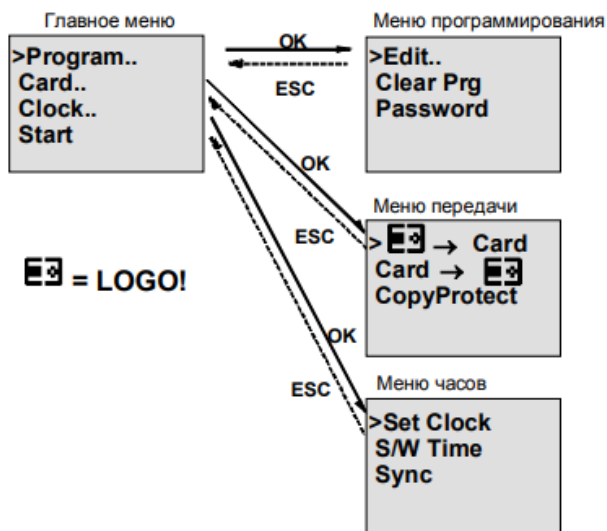 Главное меню
>Program..
Card..
Clock..
Start
OK
ESC
Меню программирования
>Edit..
Clear Prg
Password
OK
ESC
Меню передачи
> → Card
Card →
CopyProtect
= LOGO!
OK
ESC
Меню часов
>Set Clock
S/W Time
Sync